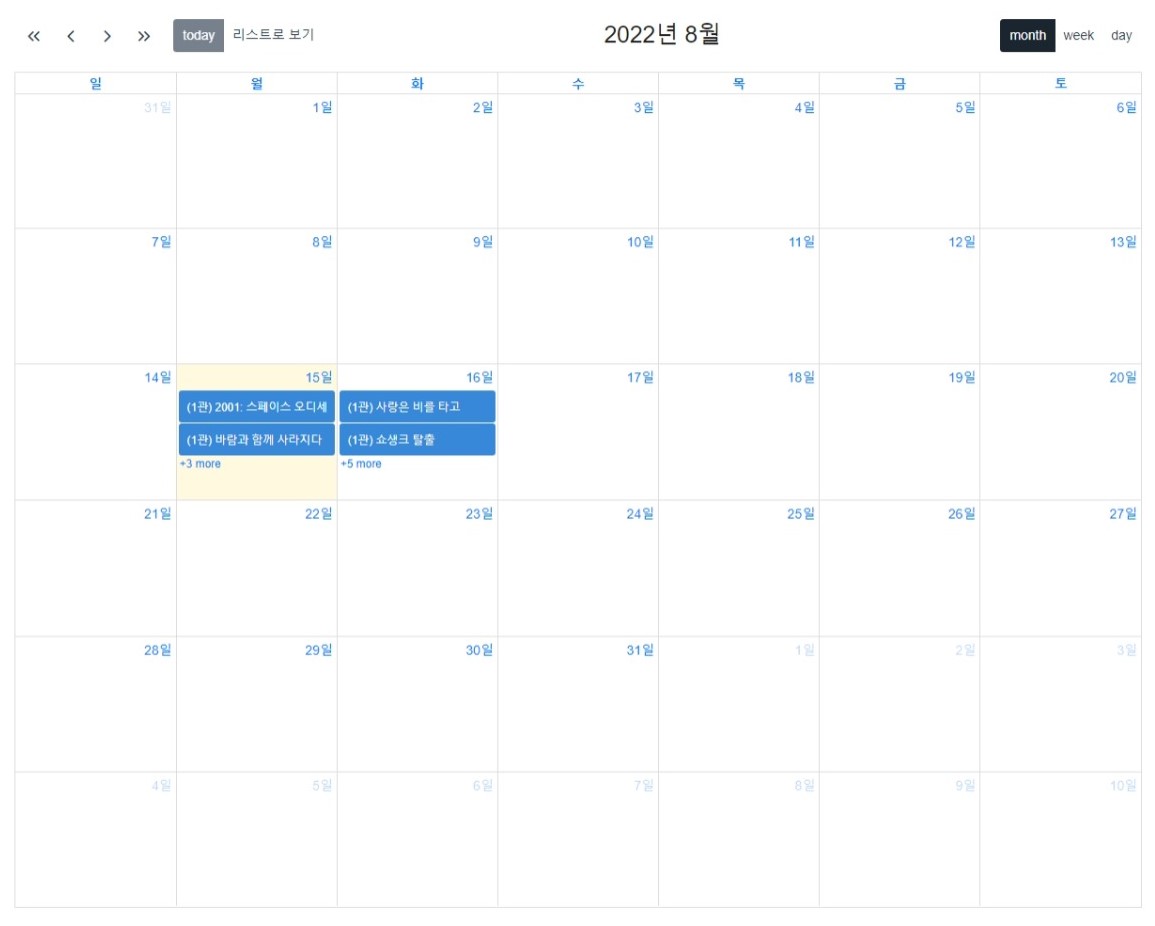 today 리스트로 보기 2022년 8월 month week day
일 월 화 수 목 금 토
31일 1일 2일 3일 4일 5일 6일
7일 8일 9일 10일 11일 12일 13일
14일 15일 16일 17일 18일 19일 20일
(1관) 2001: 스페이스 오디세 (1관) 사랑은 비를 타고
(1관) 바람과 함께 사라지다 (1관) 쇼생크 탈출
+3 more +5 more
21일 22일 23일 24일 25일 26일 27일
28일 29일 30일 31일 1일 2일 3일
4일 5일 6일 7일 8일 9일 10일